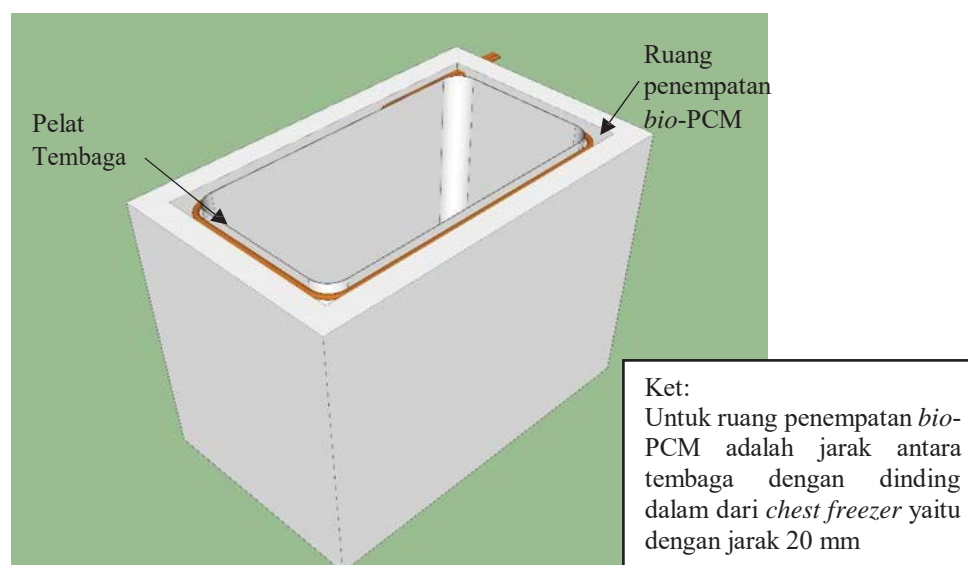 Ruang
penempatan
bio-PCM
Pelat
Tembaga
Ket:
Untuk ruang penempatan bio-
PCM adalah jarak antara
tembaga dengan dinding
dalam dari chest freezer yaitu
dengan jarak 20 mm